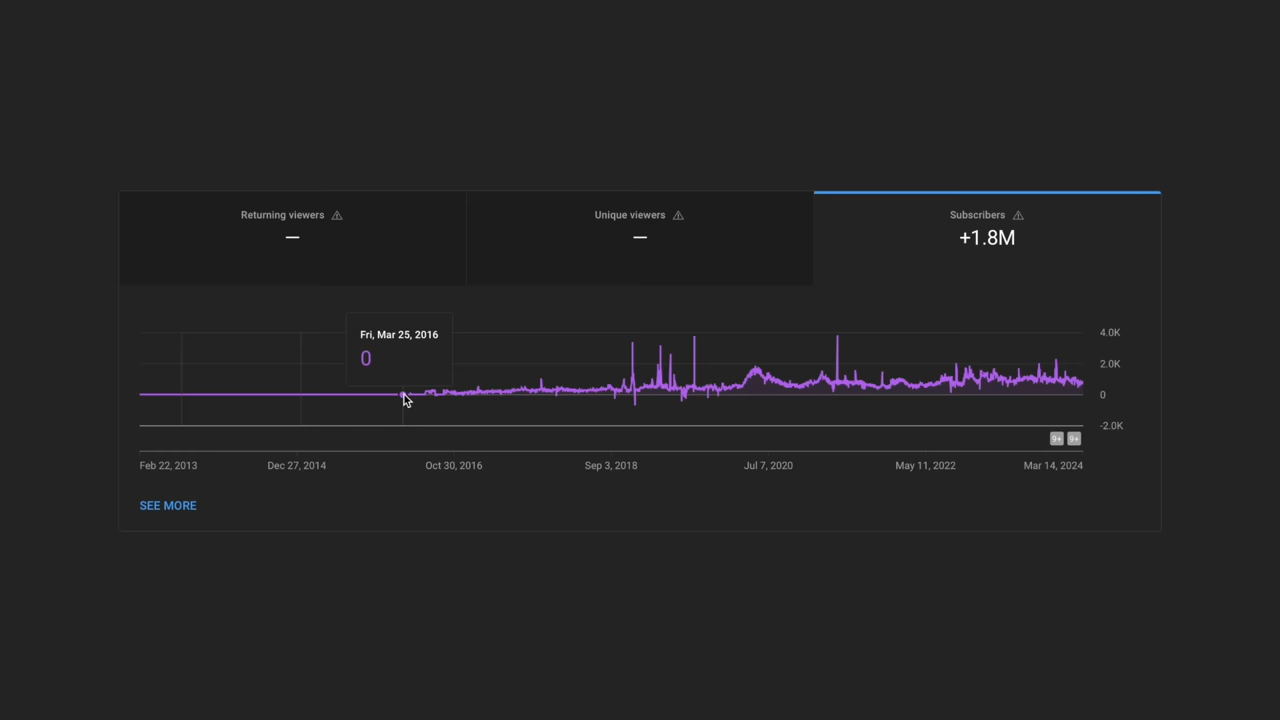 Returning viewers
—
Unique viewers
—
Subscribers
+1.8M
Fri, Mar 25, 2016
0
4.0K
2.0K
0
-2.0K
9+ 9+
Feb 22, 2013 Dec 27, 2014 Oct 30, 2016 Sep 3, 2018 Jul 7, 2020 May 11, 2022 Mar 14, 2024
SEE MORE